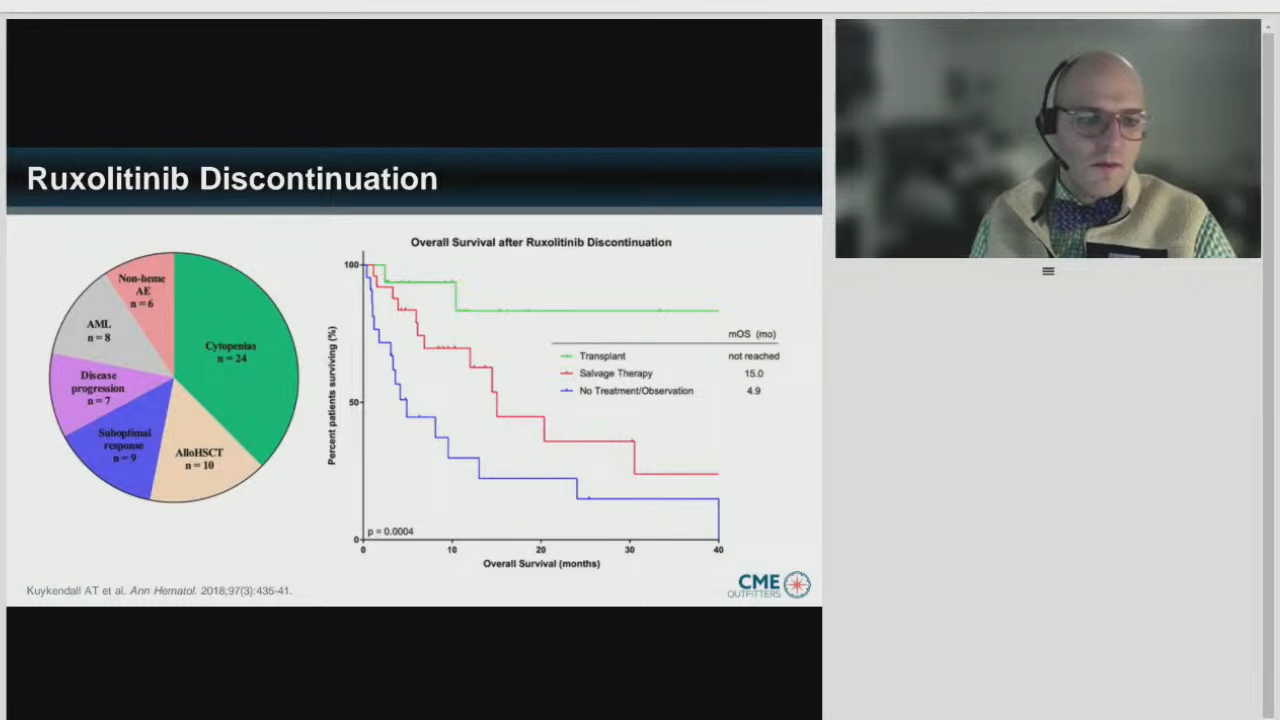 Ruxolitinib Discontinuation
Non-heme
AE
n = 6
AML
n = 8
Cytopenias
n = 24
Disease
progression
n = 7
Suboptimal
response
n = 9
AlloHSCT
n = 10
Overall Survival after Ruxolitinib Discontinuation
Percent patients surviving (%)
100
50
0
mOS (mo)
Transplant not reached
Salvage Therapy 15.0
No Treatment/Observation 4.9
p = 0.0004
0 10 20 30 40
Overall Survival (months)
Kuykendall AT et al. Ann Hematol. 2018;97(3):435-41.
CME
OUTFITTERS